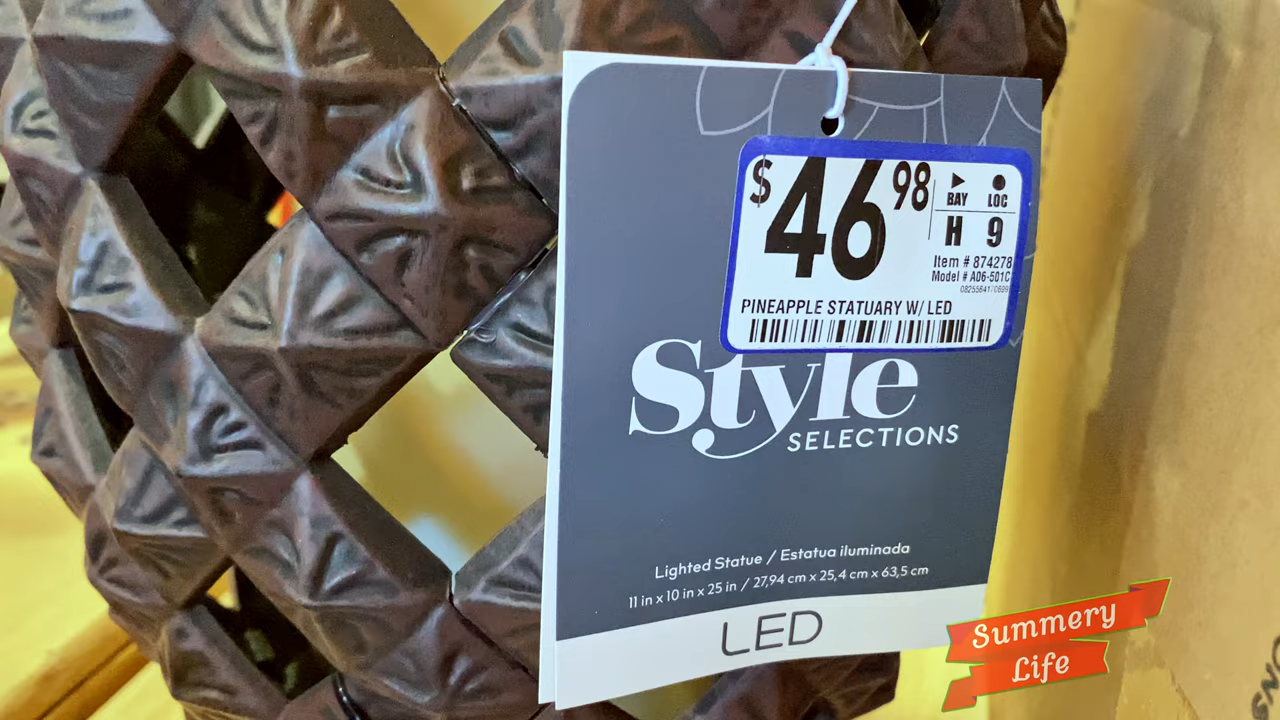 $46.98
BAY LOC
H 9
Item # 874278
Model # A06-501C
PINEAPPLE STATUARY W/ LED
Style
SELECTIONS
Lighted Statue / Estatua iluminada
11 in x 10 in x 25 in / 27,94 cm x 25,4 cm x 63,5 cm
LED
Summery
Life